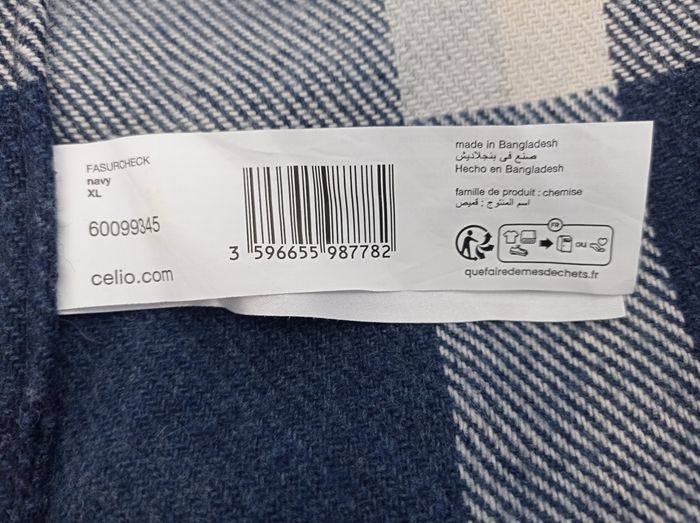 FASURCHECK
navy
XL
60099345
celio.com
3 596655 987782
made in Bangladesh
صنع فى بنجلاديش
Hecho en Bangladesh
famille de produit : chemise
اسم المنتوج : قميص
FR
ou
quefairedemesdechets.fr